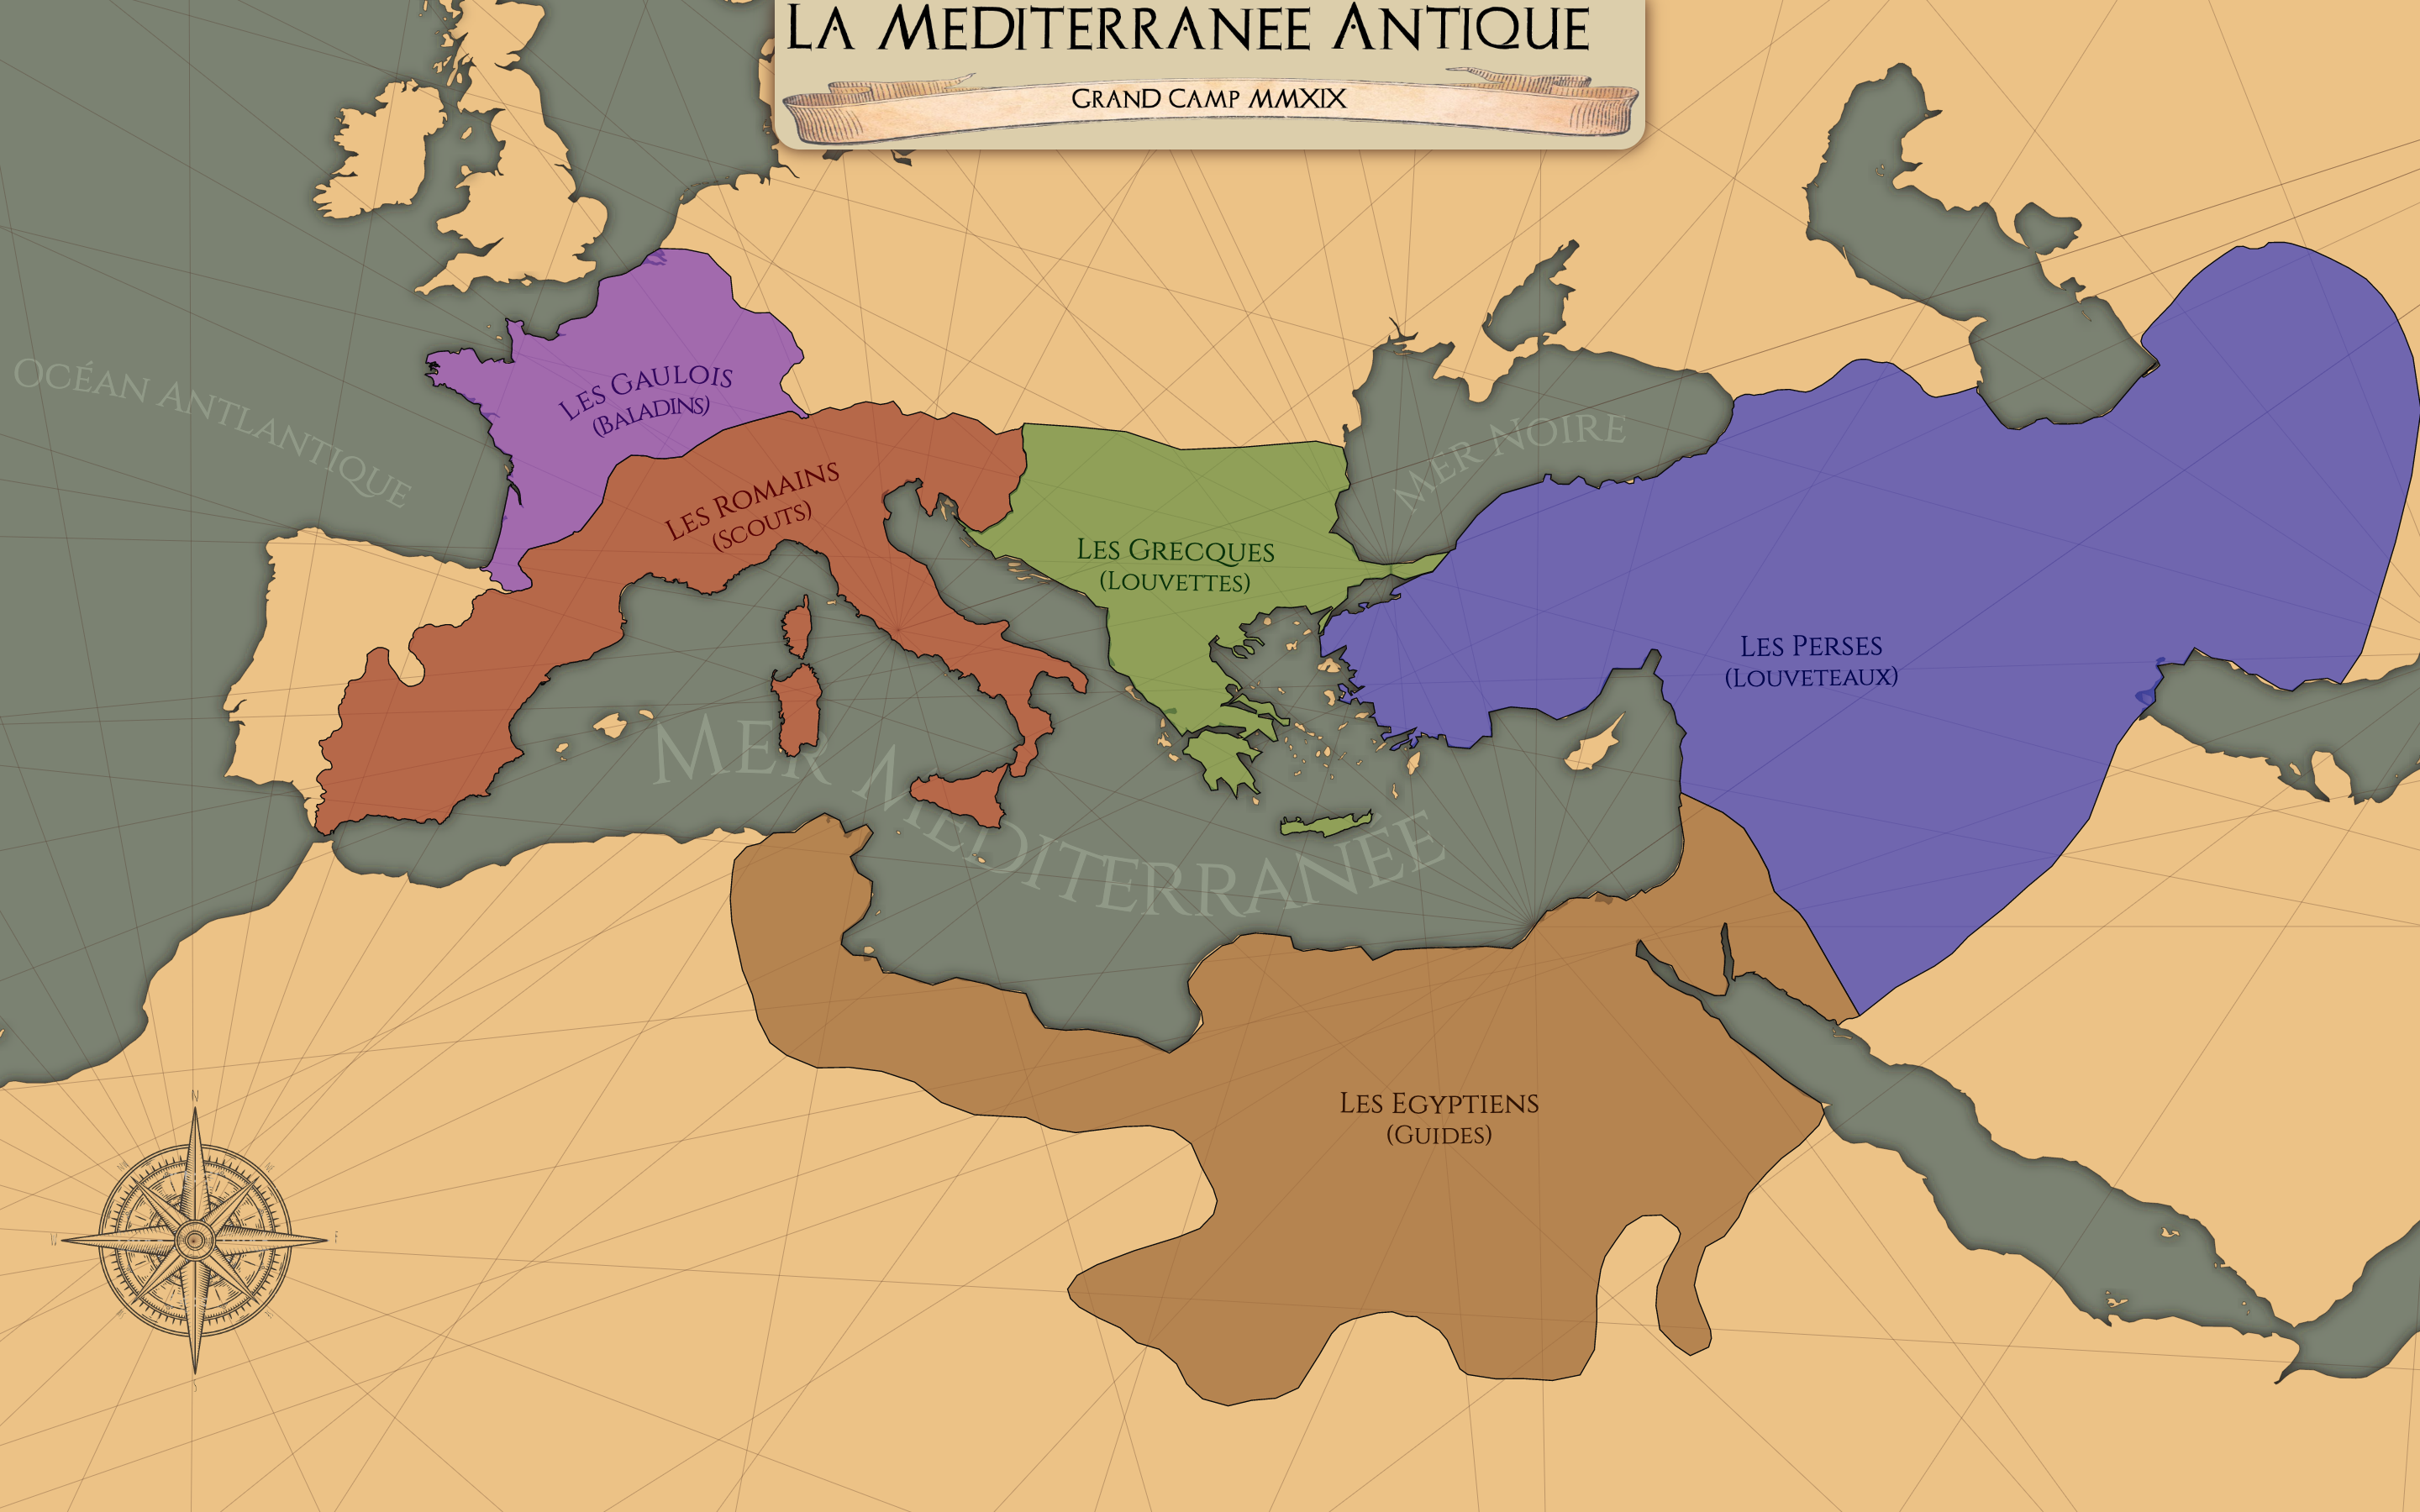 LA MEDITERRANEE ANTIQUE
GRAND CAMP MMXIX
OCÉAN ANTLANTIQUE
LES GAULOIS
(BALADINS)
MER NOIRE
LES ROMAINS
(SCOUTS)
LES GRECQUES
(LOUVETTES)
LES PERSES
(LOUVETEAUX)
MER MEDITERRANEE
LES EGYPTIENS
(GUIDES)
N
W
S